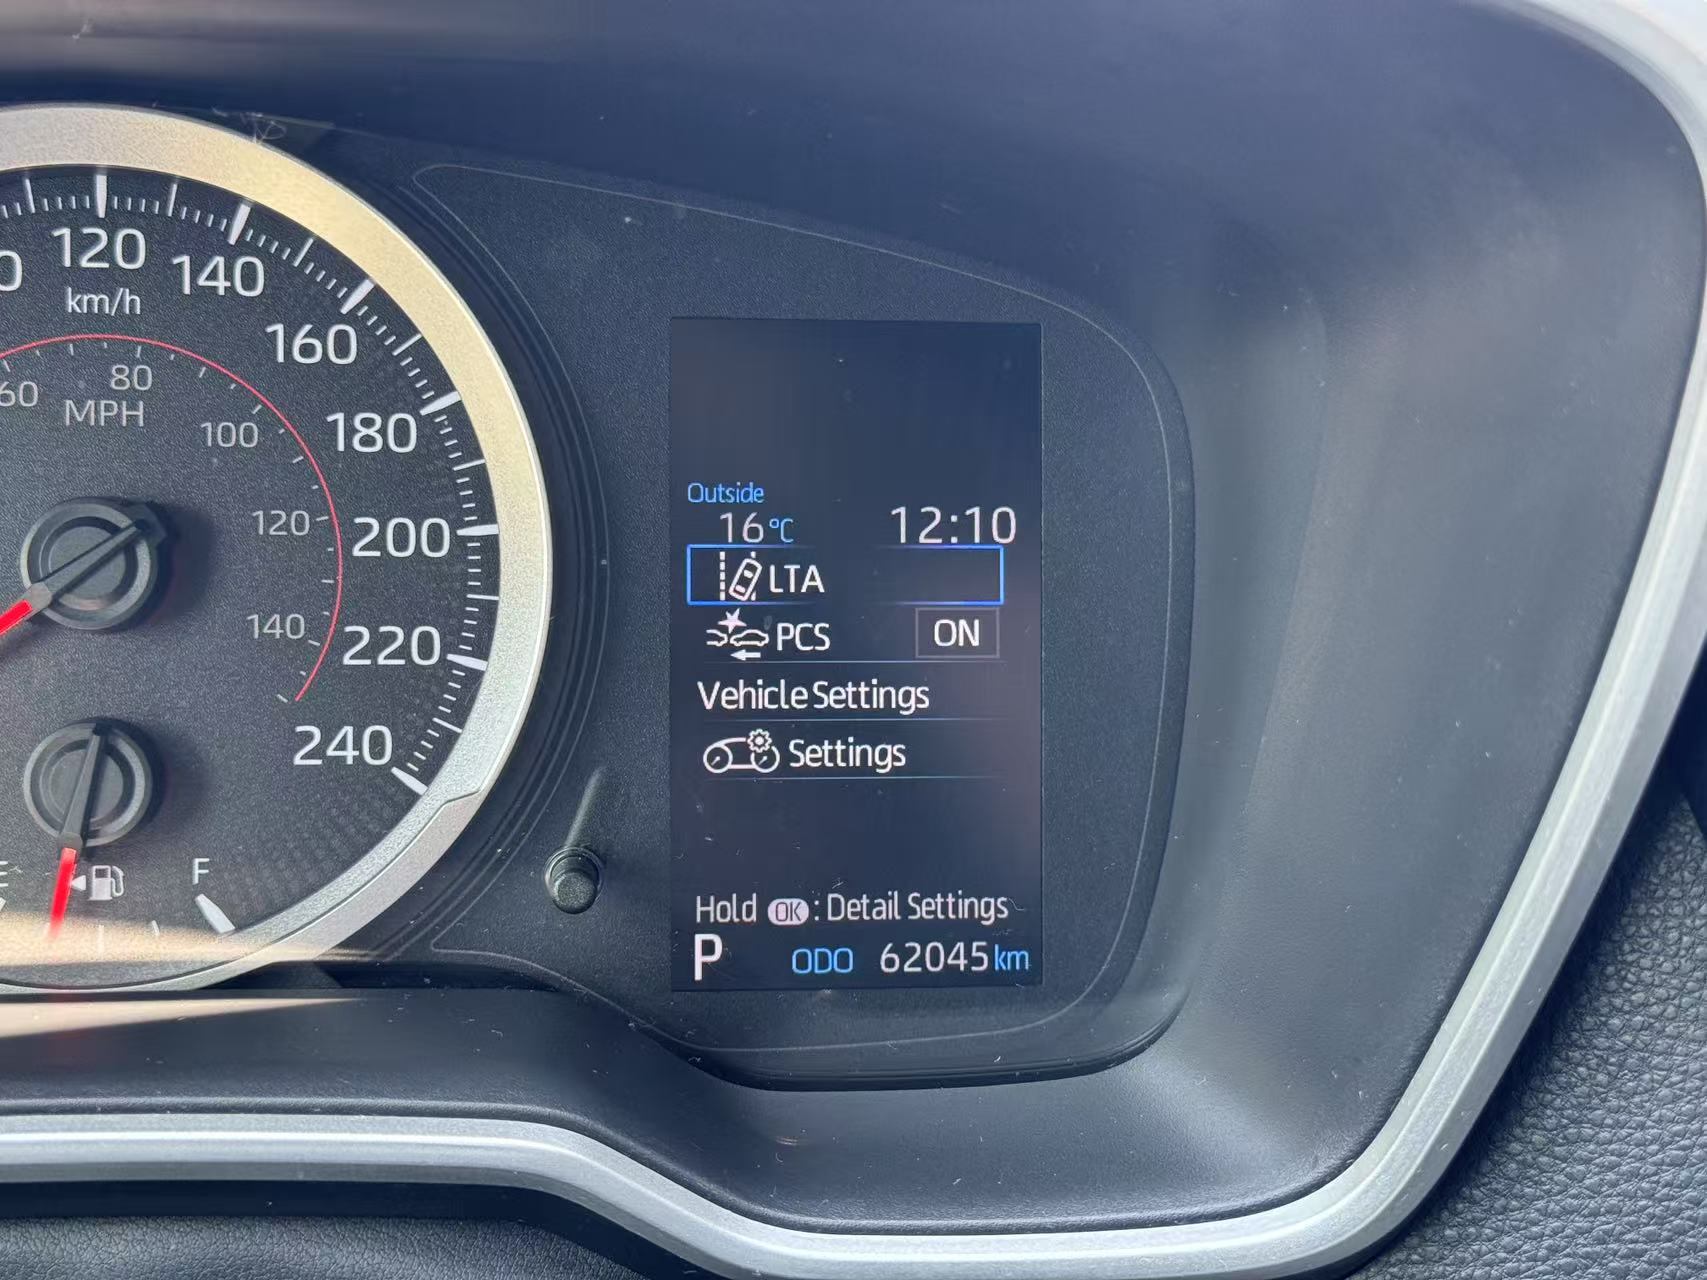 120
km/h
140
160
180
200
220
240
60
80
MPH
100
120
140
E
F
Outside
16°C 12:10
LTA
PCS ON
Vehicle Settings
Settings
Hold OK : Detail Settings
P ODO 62045 km